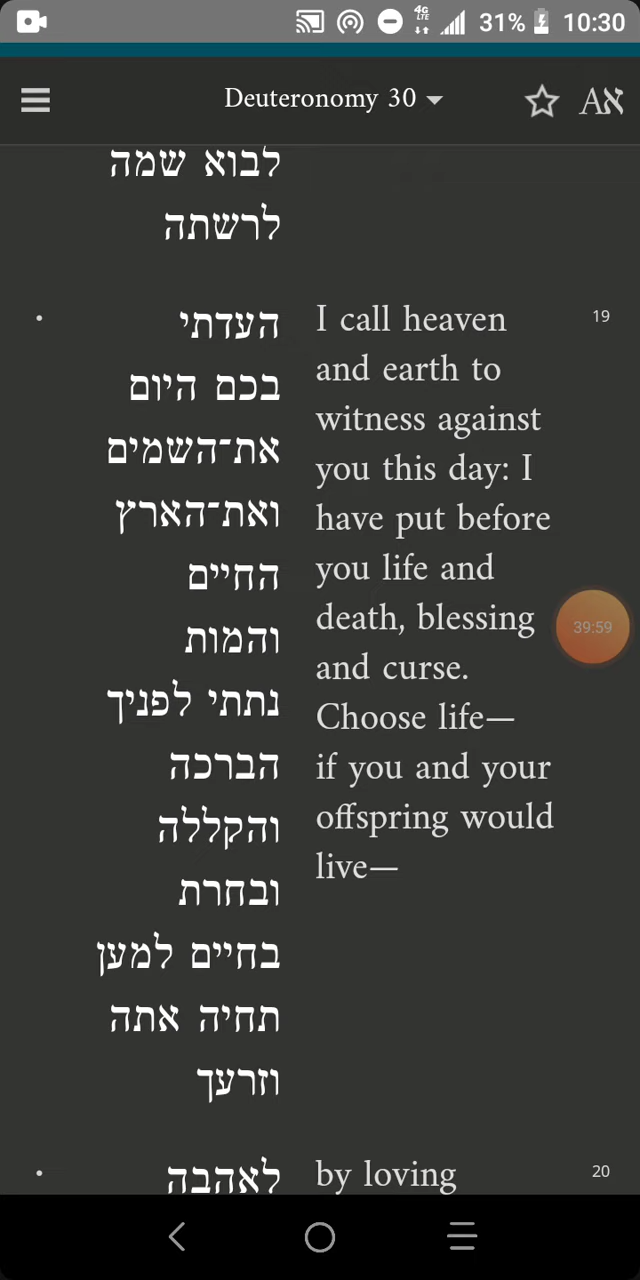 4G
LTE
31%
10:30
Deuteronomy 30
Aא
לבוא שמה
לרשתה
העדתי
בכם היום
את־השמים
ואת־הארץ
החיים
והמות
נתתי לפניך
הברכה
והקללה
ובחרת
בחיים למען
תחיה אתה
וזרעך
I call heaven
and earth to
witness against
you this day: I
have put before
you life and
death, blessing
and curse.
Choose life—
if you and your
offspring would
live—
19
39:59
לאהבה
by loving
20